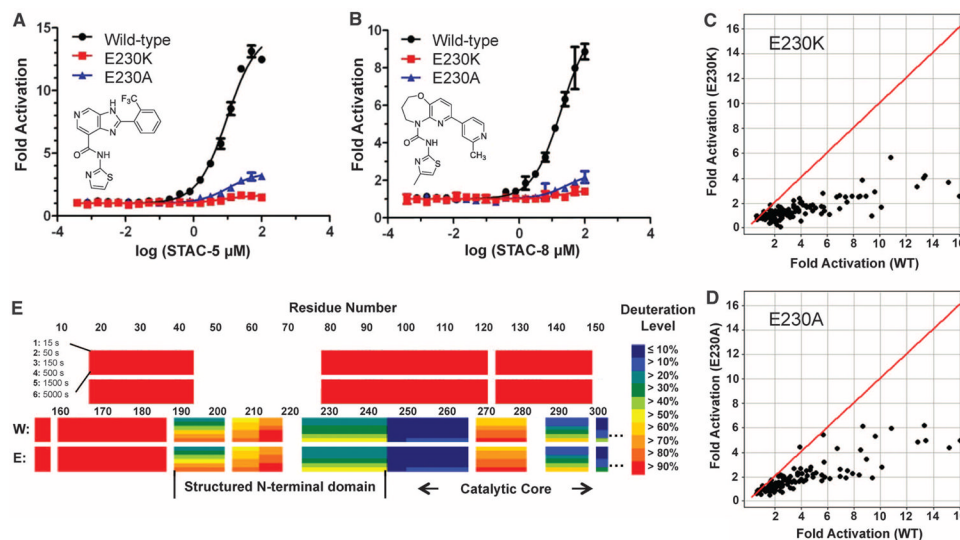 A
Fold Activation
15
10
5
0
Wild-type
E230K
E230A
CF₃
H
N
N
N
O
NH
N
S
-4 -2 0 2 4
log (STAC-5 µM)
B
Fold Activation
10
8
6
4
2
0
Wild-type
E230K
E230A
O
N
N
N
O
NH
CH₃
N
S
-4 -2 0 2 4
log (STAC-8 µM)
C
E230K
Fold Activation (E230K)
16
14
12
10
8
6
4
2
0
2 4 6 8 10 12 14 16
Fold Activation (WT)
D
E230A
Fold Activation (E230A)
16
14
12
10
8
6
4
2
0
0 2 4 6 8 10 12 14 16
Fold Activation (WT)
E
Residue Number
10 20 30 40 50 60 70 80 90 100 110 120 130 140 150
1: 15 s
2: 50 s
3: 150 s
4: 500 s
5: 1500 s
6: 5000 s
160 170 180 190 200 210 220 230 240 250 260 270 280 290 300
W:
...
E:
...
Structured N-terminal domain
Catalytic Core
Deuteration
Level
≤ 10%
> 10%
> 20%
> 30%
> 40%
> 50%
> 60%
> 70%
> 80%
> 90%